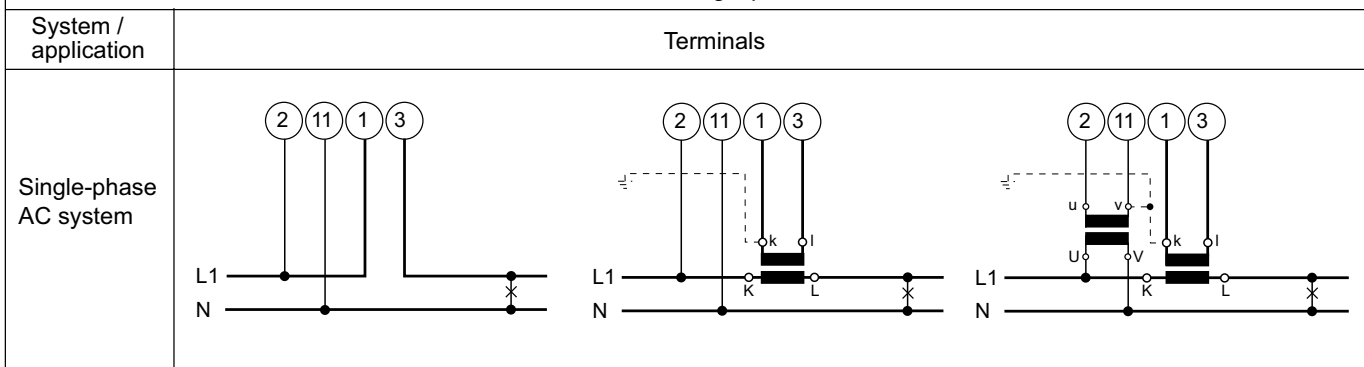 System /
application
Terminals
Single-phase
AC system
2 11 1 3
L1
N
2 11 1 3
k l
L1
K L
N
2 11 1 3
u v
k l
U V
L1
K L
N